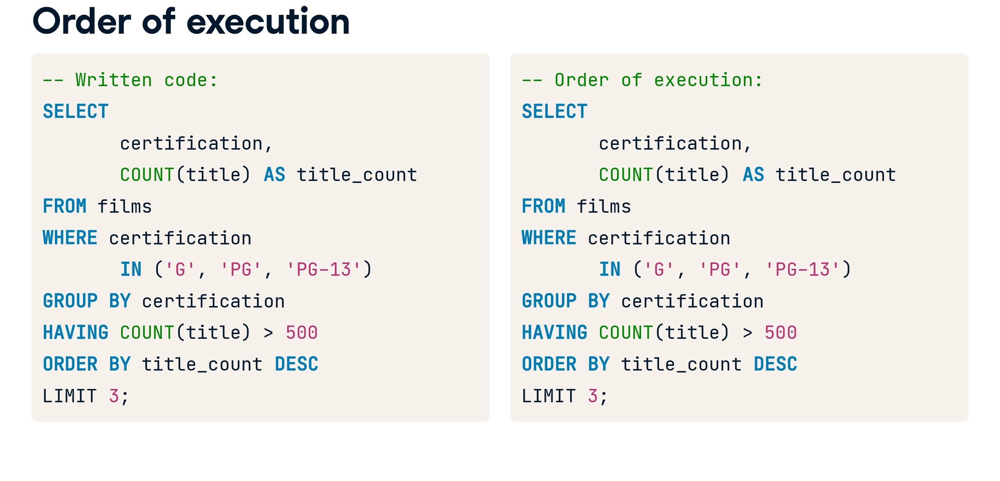 Order of execution
-- Written code:
SELECT
certification,
COUNT(title) AS title_count
FROM films
WHERE certification
IN ('G', 'PG', 'PG-13')
GROUP BY certification
HAVING COUNT(title) > 500
ORDER BY title_count DESC
LIMIT 3;
-- Order of execution:
SELECT
certification,
COUNT(title) AS title_count
FROM films
WHERE certification
IN ('G', 'PG', 'PG-13')
GROUP BY certification
HAVING COUNT(title) > 500
ORDER BY title_count DESC
LIMIT 3;